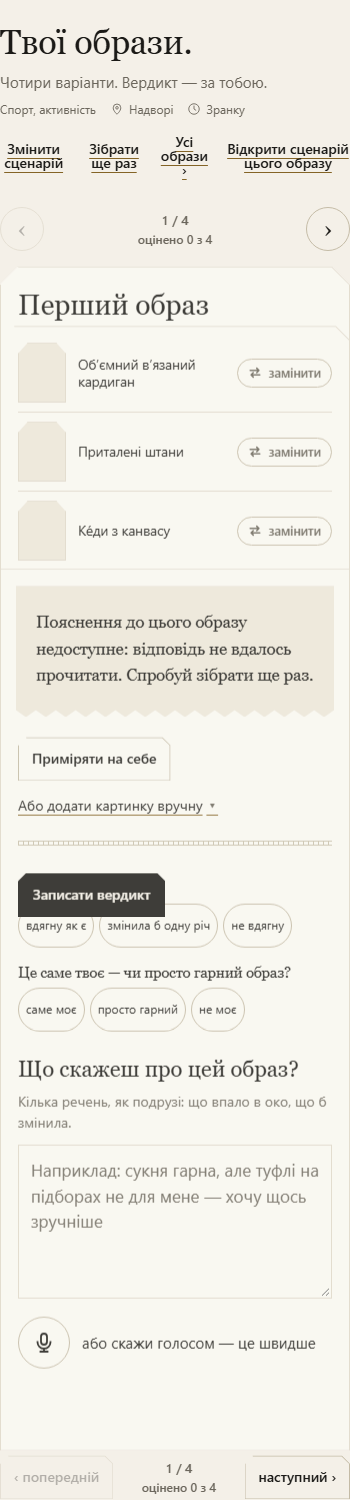 Твої образи.
Чотири варіанти. Вердикт — за тобою.
Спорт, активність Надворі Зранку
Змінити сценарій
Зібрати ще раз
Усі образи ›
Відкрити сценарій цього образу
‹
1 / 4
оцінено 0 з 4
›
Перший образ
Об’ємний в’язаний
кардиган
замінити
Приталені штани
замінити
Ке́ди з канвасу
замінити
Пояснення до цього образу
недоступне: відповідь не вдалось
прочитати. Спробуй зібрати ще раз.
Приміряти на себе
Або додати картинку вручну
Записати вердикт
вдягну як є змінила б одну річ не вдягну
Це саме твоє — чи просто гарний образ?
саме моє просто гарний не моє
Що скажеш про цей образ?
Кілька речень, як подрузі: що впало в око, що б
змінила.
Наприклад: сукня гарна, але туфлі на
підборах не для мене — хочу щось
зручніше
або скажи голосом — це швидше
‹ попередній
1 / 4
оцінено 0 з 4
наступний ›